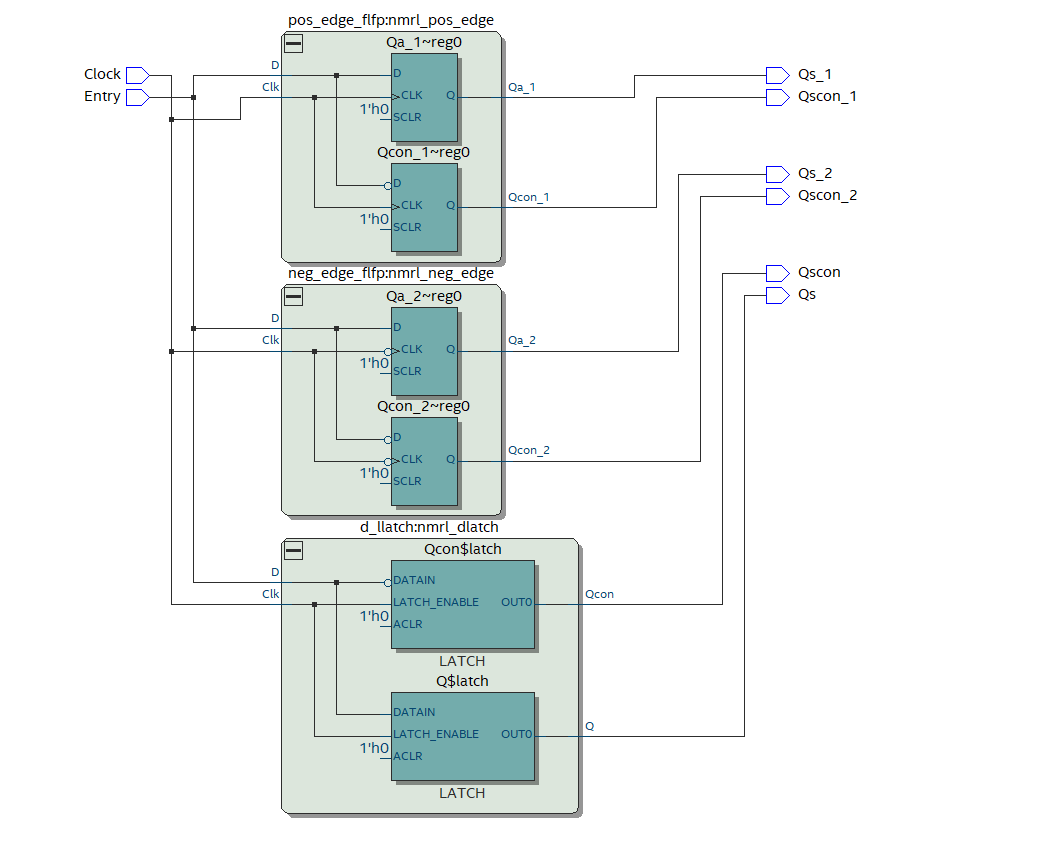 pos_edge_flfp:nmrl_pos_edge
Qa_1~reg0
Clock
Entry
D
Clk
D
CLK
1'h0
SCLR
Q
Qa_1
Qs_1
Qscon_1
Qcon_1~reg0
D
CLK
1'h0
SCLR
Q
Qcon_1
Qs_2
Qscon_2
neg_edge_flfp:nmrl_neg_edge
Qscon
Qs
Qa_2~reg0
D
Clk
D
CLK
1'h0
SCLR
Q
Qa_2
Qcon_2~reg0
D
CLK
1'h0
SCLR
Q
Qcon_2
d_llatch:nmrl_dlatch
Qcon$latch
D
Clk
DATAIN
LATCH_ENABLE
OUT0
1'h0
ACLR
Qcon
LATCH
Q$latch
DATAIN
LATCH_ENABLE
OUT0
1'h0
ACLR
Q
LATCH